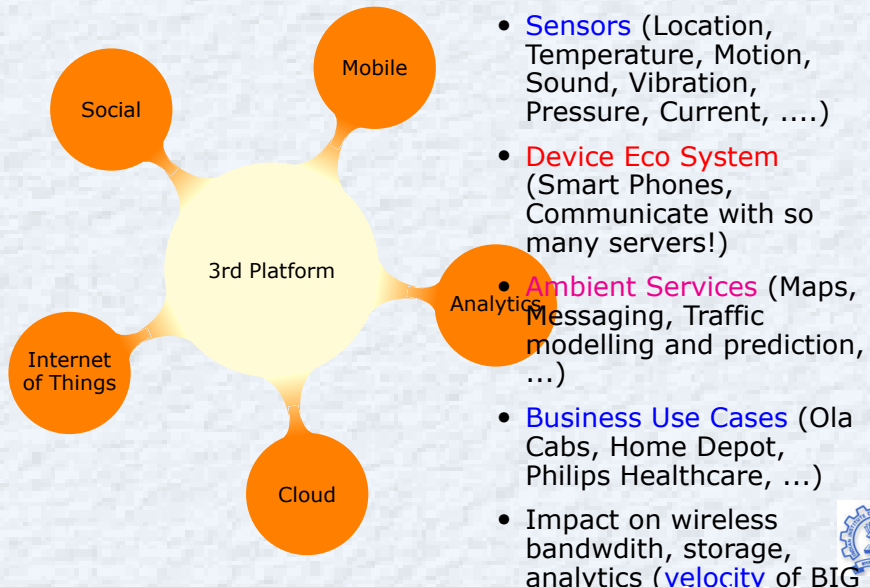 Mobile
Social
3rd Platform
Analytics
Internet
of Things
Cloud
• Sensors (Location,
Temperature, Motion,
Sound, Vibration,
Pressure, Current, ....)
• Device Eco System
(Smart Phones,
Communicate with so
many servers!)
• Ambient Services (Maps,
Messaging, Traffic
modelling and prediction,
...)
• Business Use Cases (Ola
Cabs, Home Depot,
Philips Healthcare, ...)
• Impact on wireless
bandwdith, storage,
analytics (velocity of BIG